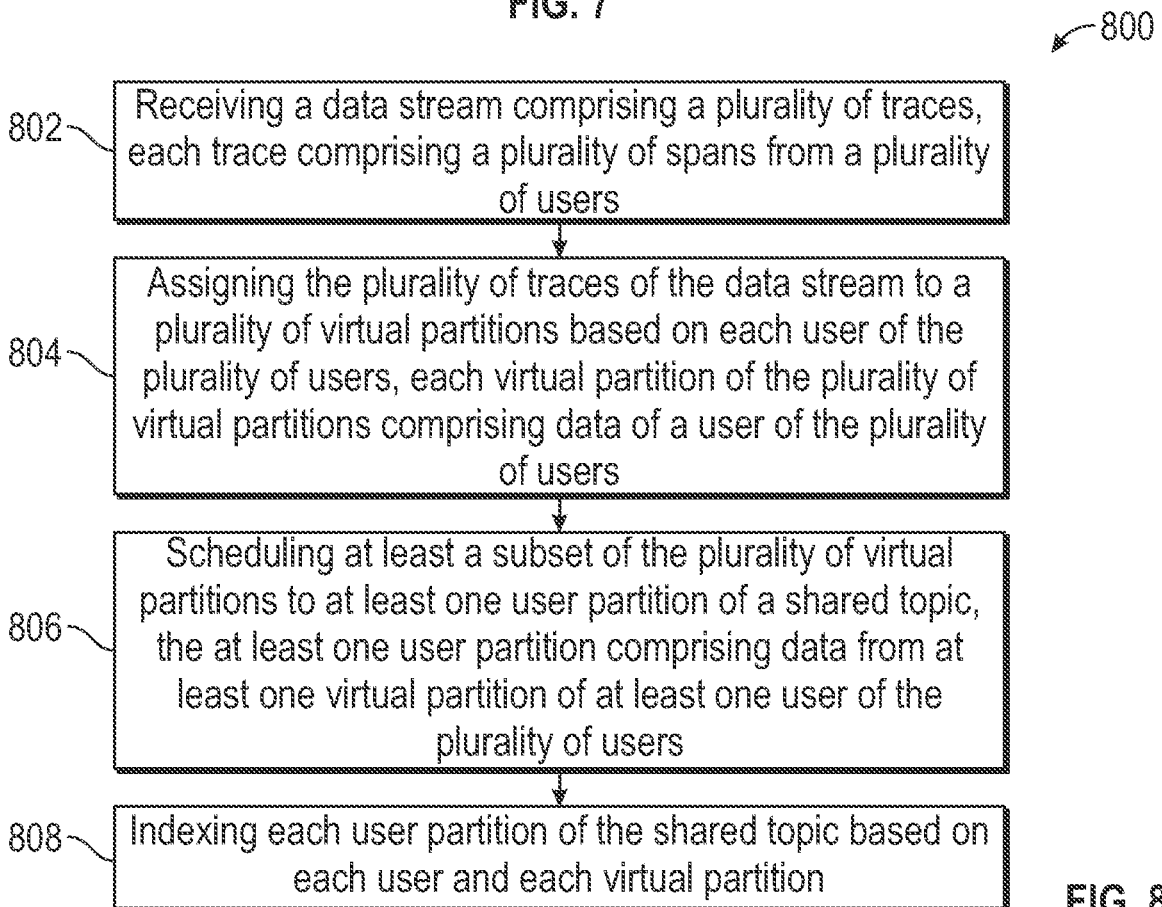 FIG. 7
800
802
Receiving a data stream comprising a plurality of traces,
each trace comprising a plurality of spans from a plurality
of users
804
Assigning the plurality of traces of the data stream to a
plurality of virtual partitions based on each user of the
plurality of users, each virtual partition of the plurality of
virtual partitions comprising data of a user of the plurality
of users
806
Scheduling at least a subset of the plurality of virtual
partitions to at least one user partition of a shared topic,
the at least one user partition comprising data from at
least one virtual partition of at least one user of the
plurality of users
808
Indexing each user partition of the shared topic based on
each user and each virtual partition
FIG. 8